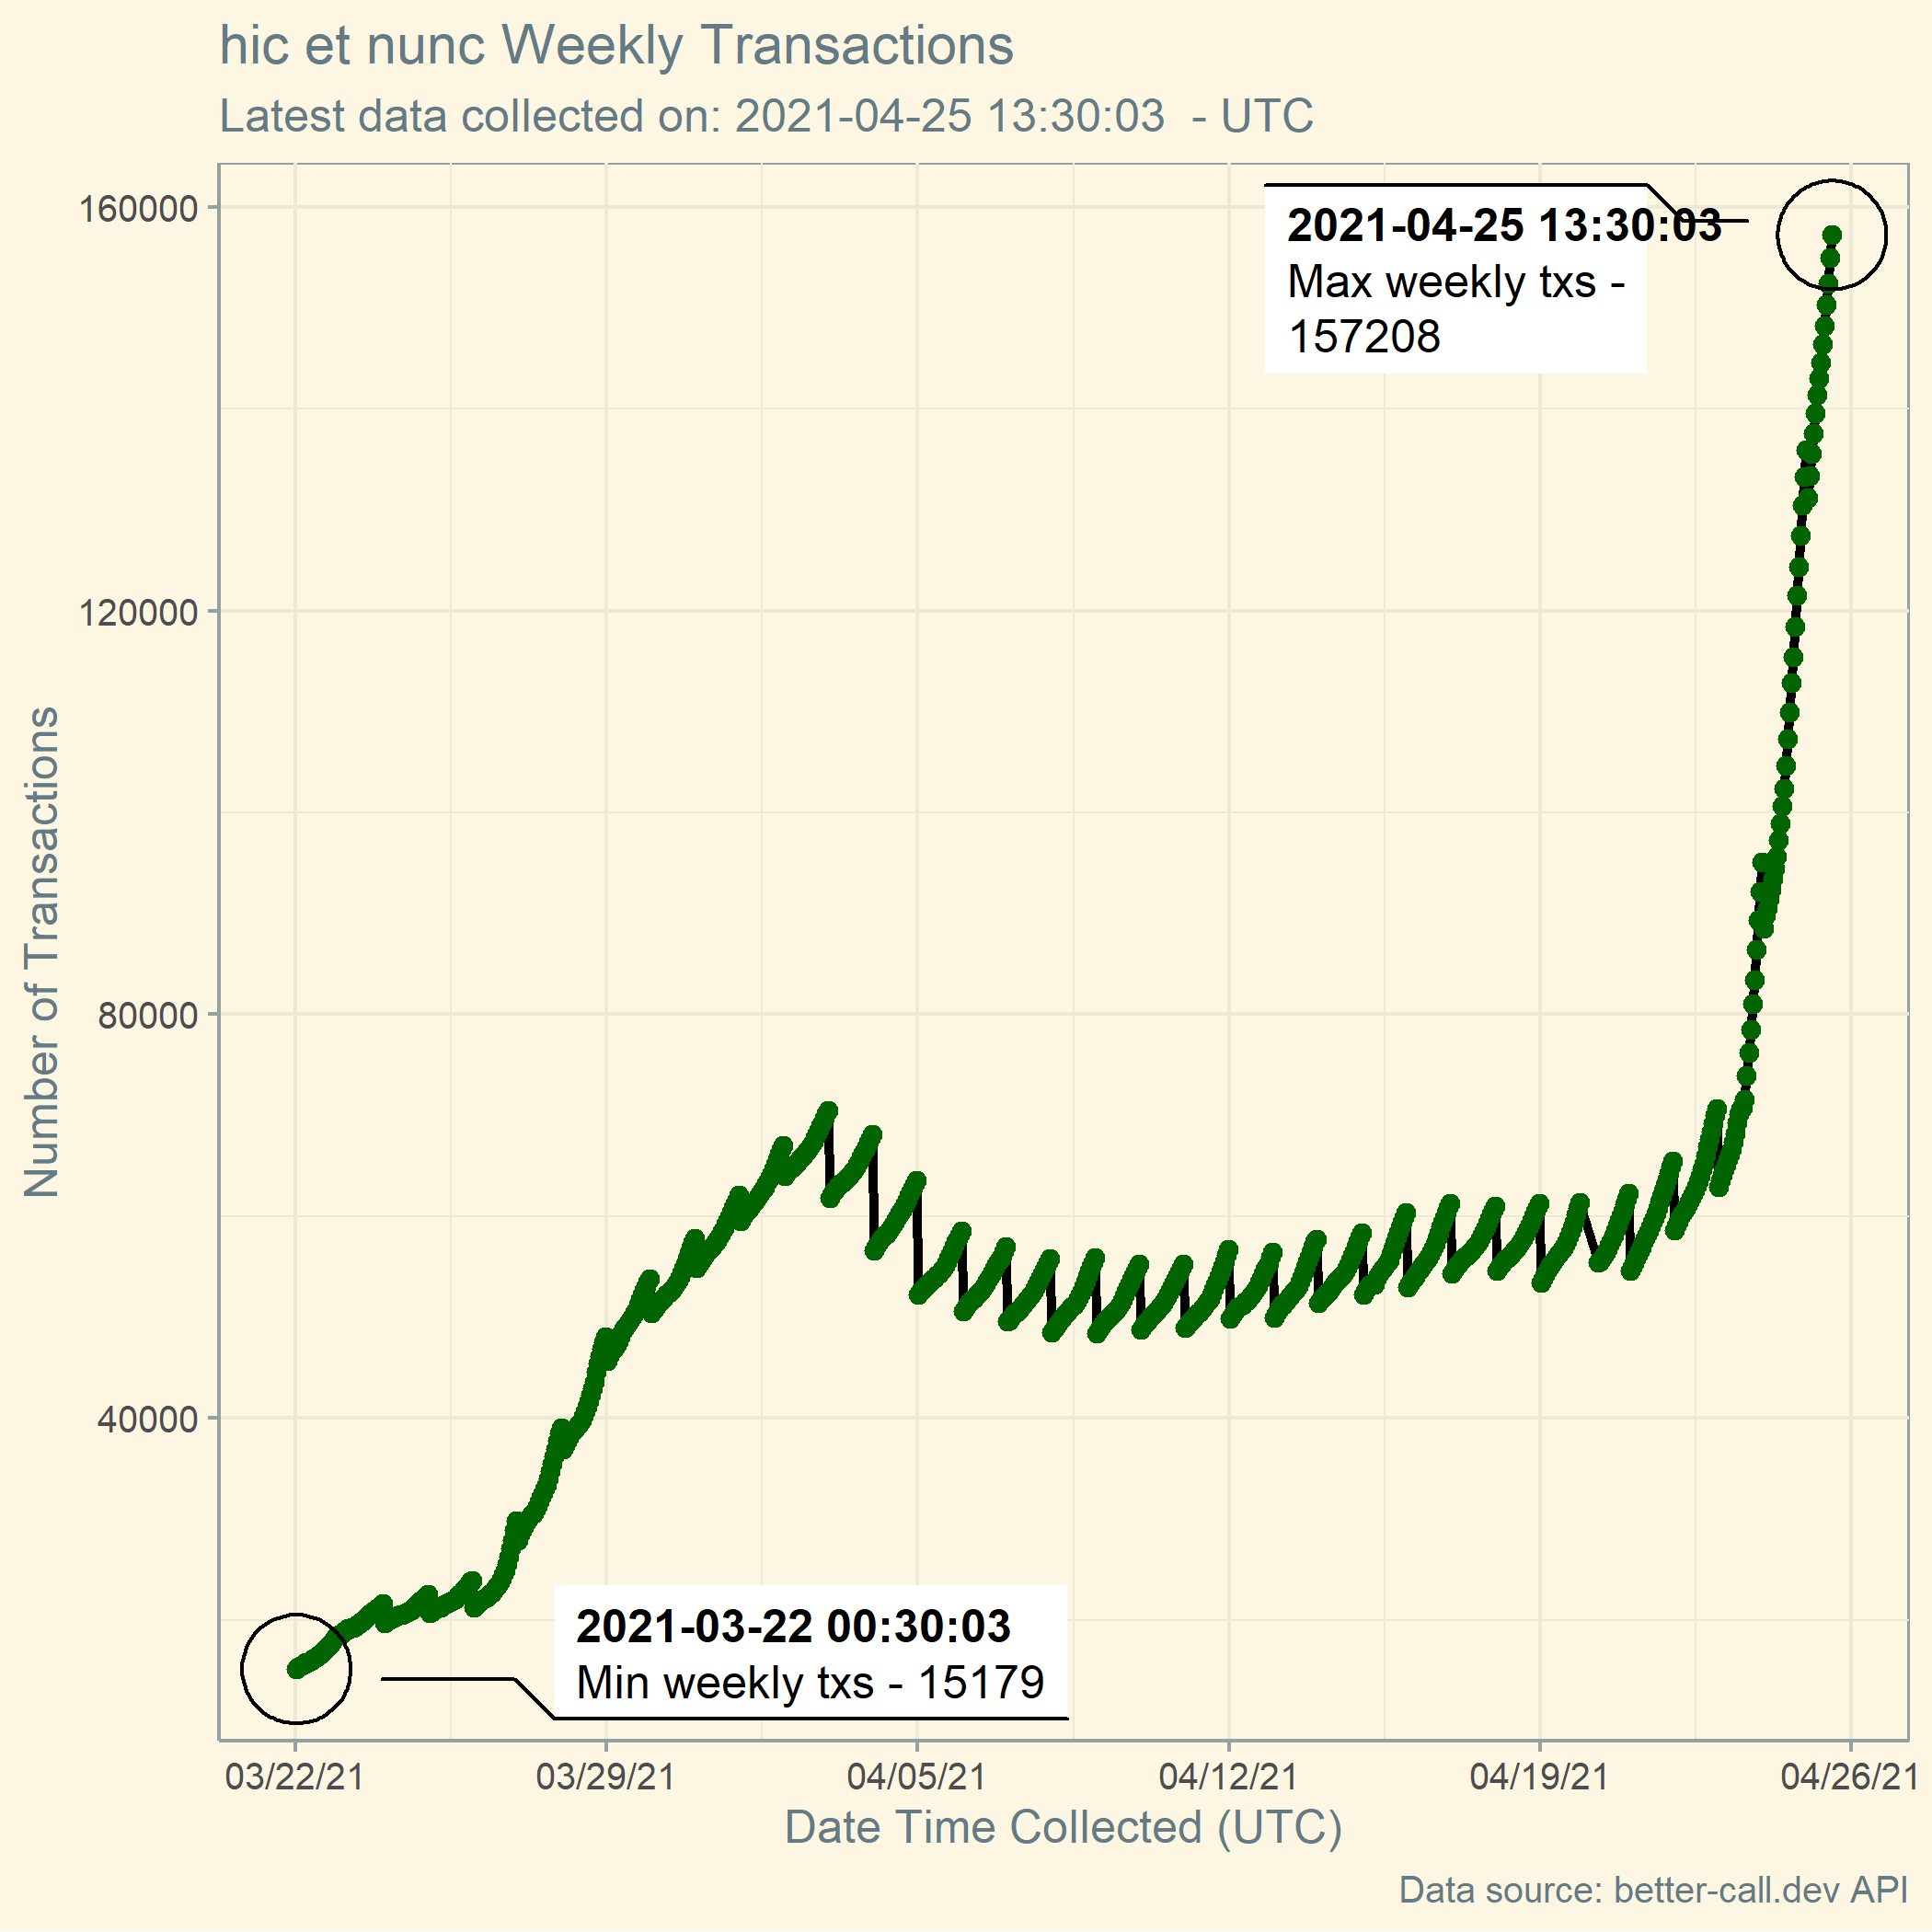 hic et nunc Weekly Transactions
Latest data collected on: 2021-04-25 13:30:03  - UTC
160000
120000
80000
40000
Number of Transactions
2021-04-25 13:30:03
Max weekly txs -
157208
2021-03-22 00:30:03
Min weekly txs - 15179
03/22/21 03/29/21 04/05/21 04/12/21 04/19/21 04/26/21
Date Time Collected (UTC)
Data source: better-call.dev API